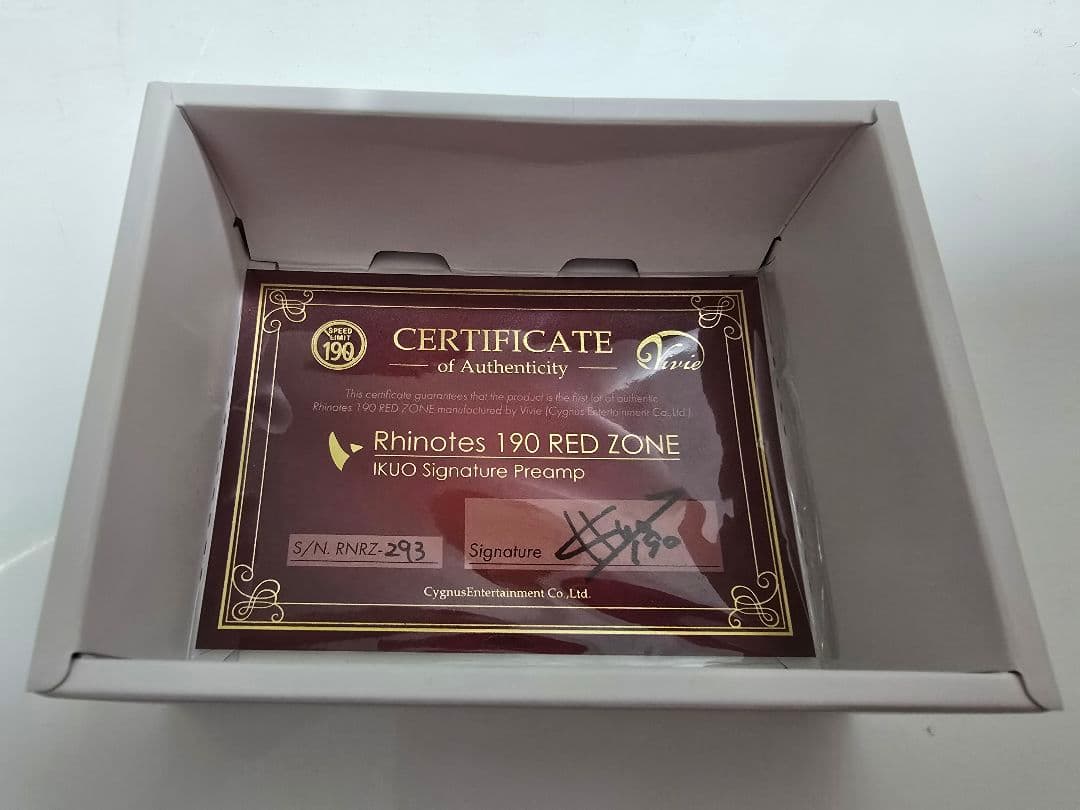 SPEED
LIMIT
190
CERTIFICATE
of Authenticity
Vivie
This certificate guarantees that the product is the first lot of authentic
Rhinotes 190 RED ZONE manufactured by Vivie (Cygnus Entertainment Co.,Ltd.)
Rhinotes 190 RED ZONE
IKUO Signature Preamp
S/N. RNRZ-293
Signature
CygnusEntertainment Co.,Ltd.